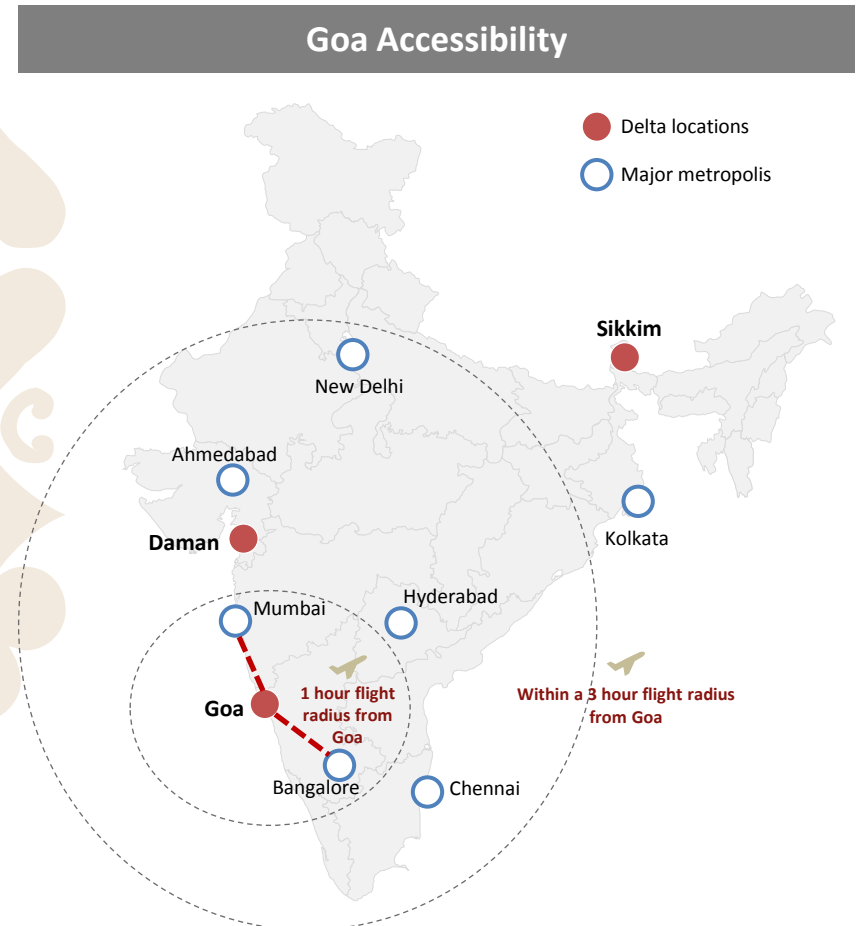 Goa Accessibility
Delta locations
Major metropolis
Sikkim
New Delhi
Ahmedabad
Kolkata
Daman
Hyderabad
Mumbai
1 hour flight
radius from
Goa
Within a 3 hour flight radius
from Goa
Goa
Bangalore
Chennai